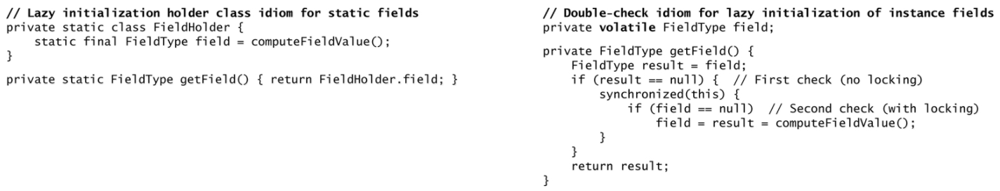 // Lazy initialization holder class idiom for static fields
private static class FieldHolder {
    static final FieldType field = computeFieldValue();
}
private static FieldType getField() { return FieldHolder.field; }
// Double-check idiom for lazy initialization of instance fields
private volatile FieldType field;
private FieldType getField() {
    FieldType result = field;
    if (result == null) {  // First check (no locking)
        synchronized(this) {
            if (field == null)  // Second check (with locking)
                field = result = computeFieldValue();
        }
    }
    return result;
}